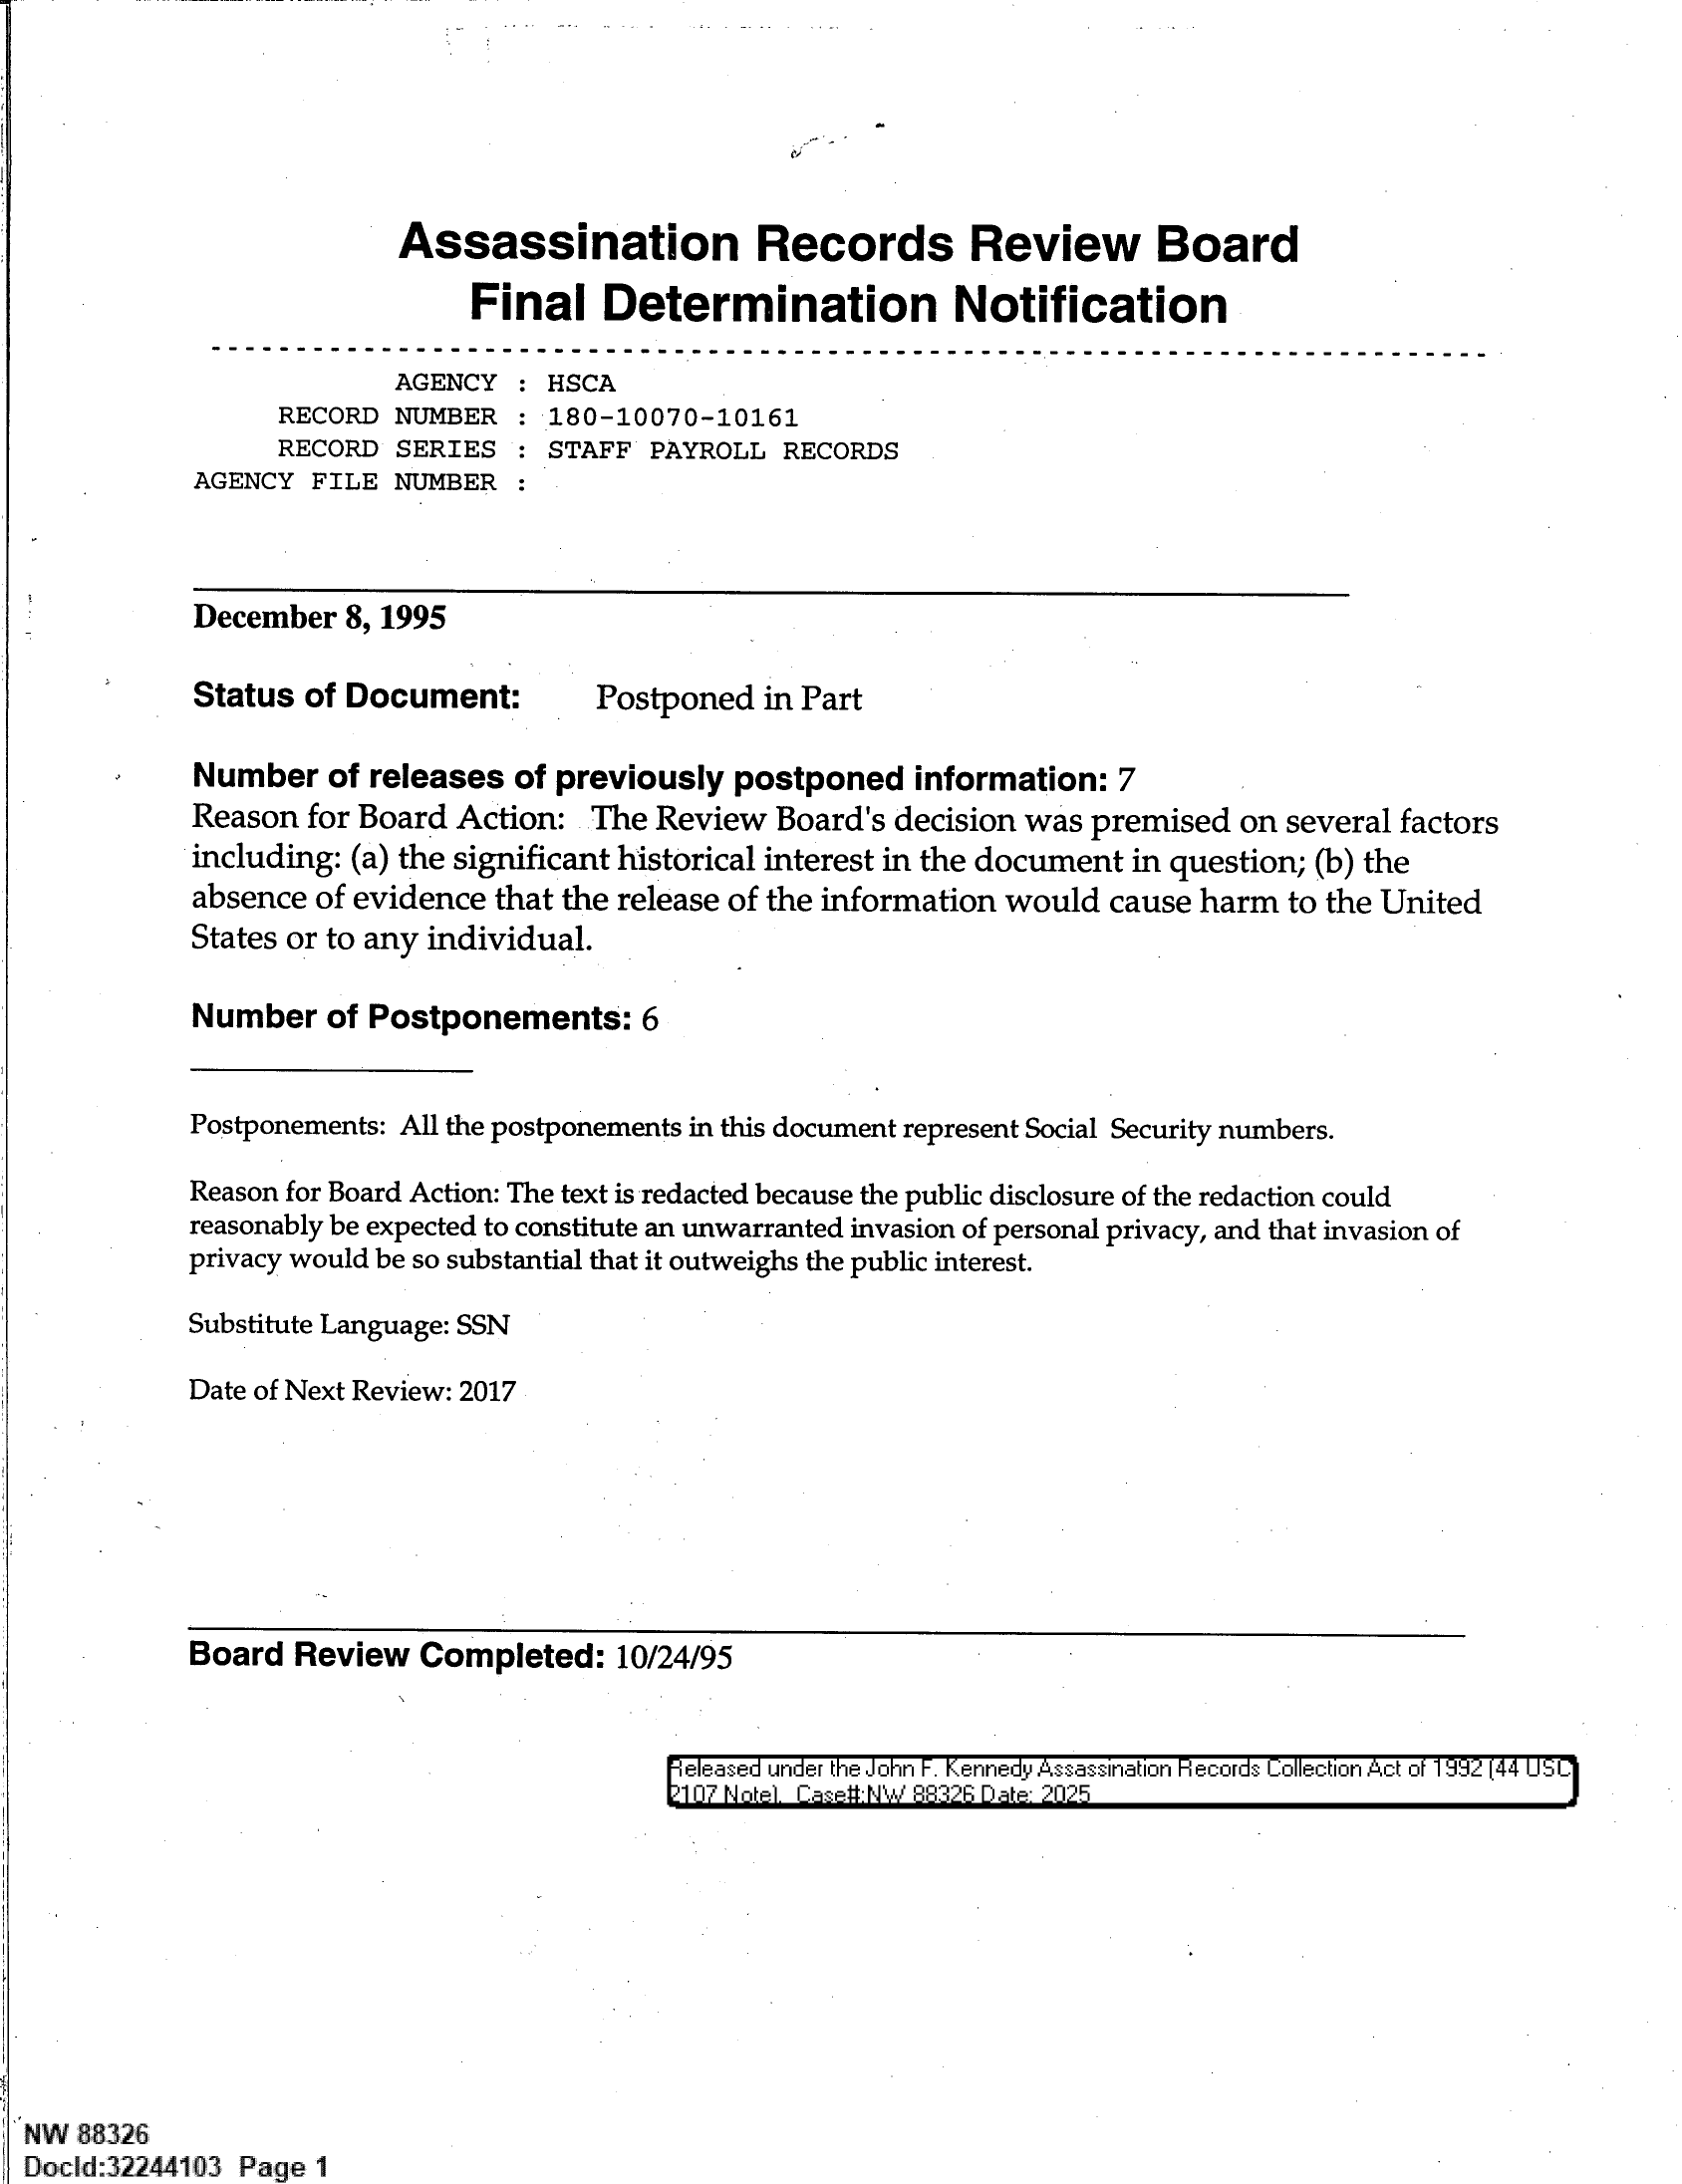 Assassination Records Review Board
Final Determination Notification
AGENCY : HSCA
RECORD NUMBER : 180-10070-10161
RECORD SERIES : STAFF PAYROLL RECORDS
AGENCY FILE NUMBER :
December 8, 1995
Status of Document: Postponed in Part
Number of releases of previously postponed information: 7
Reason for Board Action: The Review Board's decision was premised on several factors
including: (a) the significant historical interest in the document in question; (b) the
absence of evidence that the release of the information would cause harm to the United
States or to any individual.
Number of Postponements: 6
Postponements: All the postponements in this document represent Social Security numbers.
Reason for Board Action: The text is redacted because the public disclosure of the redaction could
reasonably be expected to constitute an unwarranted invasion of personal privacy, and that invasion of
privacy would be so substantial that it outweighs the public interest.
Substitute Language: SSN
Date of Next Review: 2017
Board Review Completed: 10/24/95
Released under the John F. Kennedy Assassination Records Collection Act of 1992 (44 USC
2107 Note). Case#:NW 88326 Date: 2025
NW 88326
DocId:32244103 Page 1